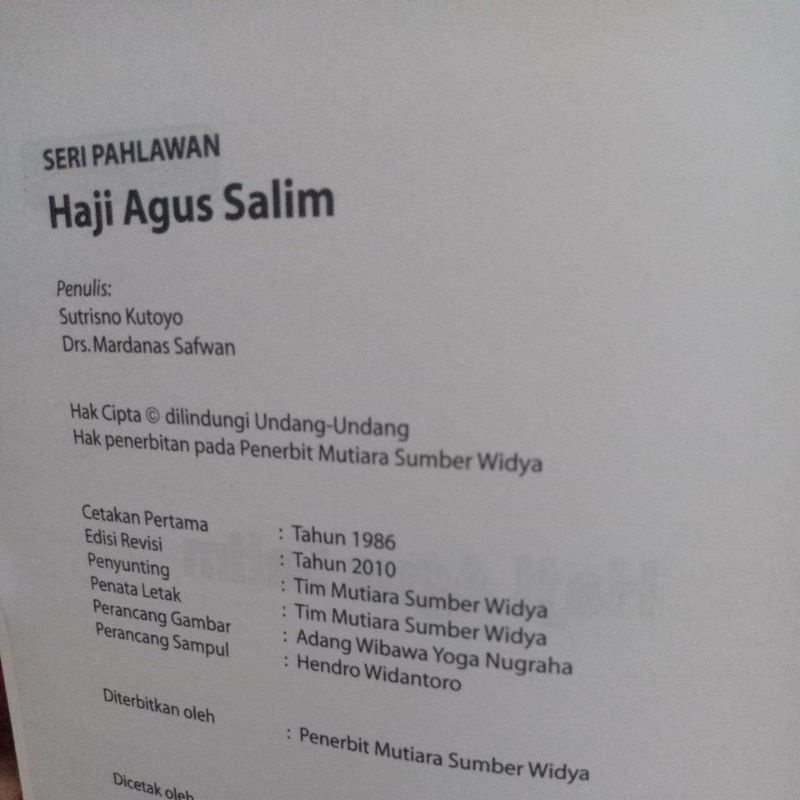 SERI PAHLAWAN
Haji Agus Salim
Penulis:
Sutrisno Kutoyo
Drs. Mardanas Safwan
Hak Cipta © dilindungi Undang-Undang
Hak penerbitan pada Penerbit Mutiara Sumber Widya
Cetakan Pertama : Tahun 1986
Edisi Revisi : Tahun 2010
Penyunting : Tim Mutiara Sumber Widya
Penata Letak : Tim Mutiara Sumber Widya
Perancang Gambar : Adang Wibawa Yoga Nugraha
Perancang Sampul : Hendro Widantoro
Diterbitkan oleh : Penerbit Mutiara Sumber Widya
Dicetak oleh